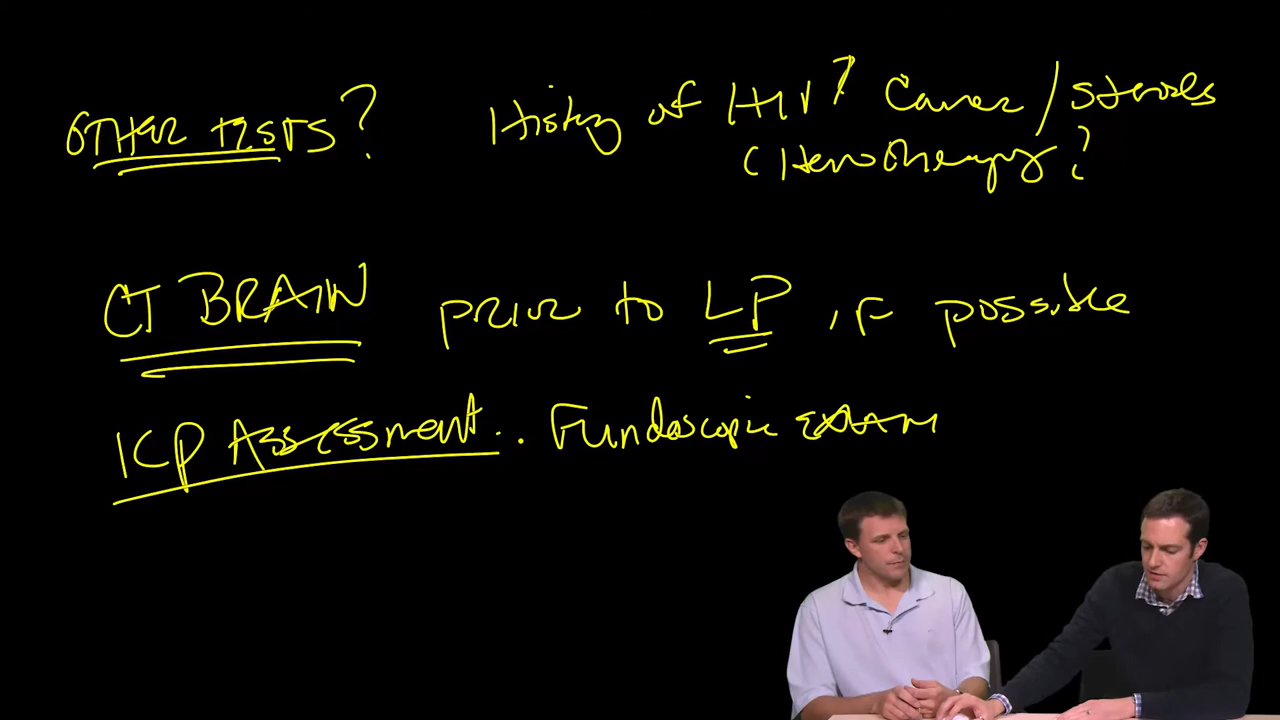 OTHER TESTS?
History of HIV? Cancer/steroids
Chemotherapy?
CT BRAIN prior to LP if possible
ICP Assessment.. Fundoscopic EXAM